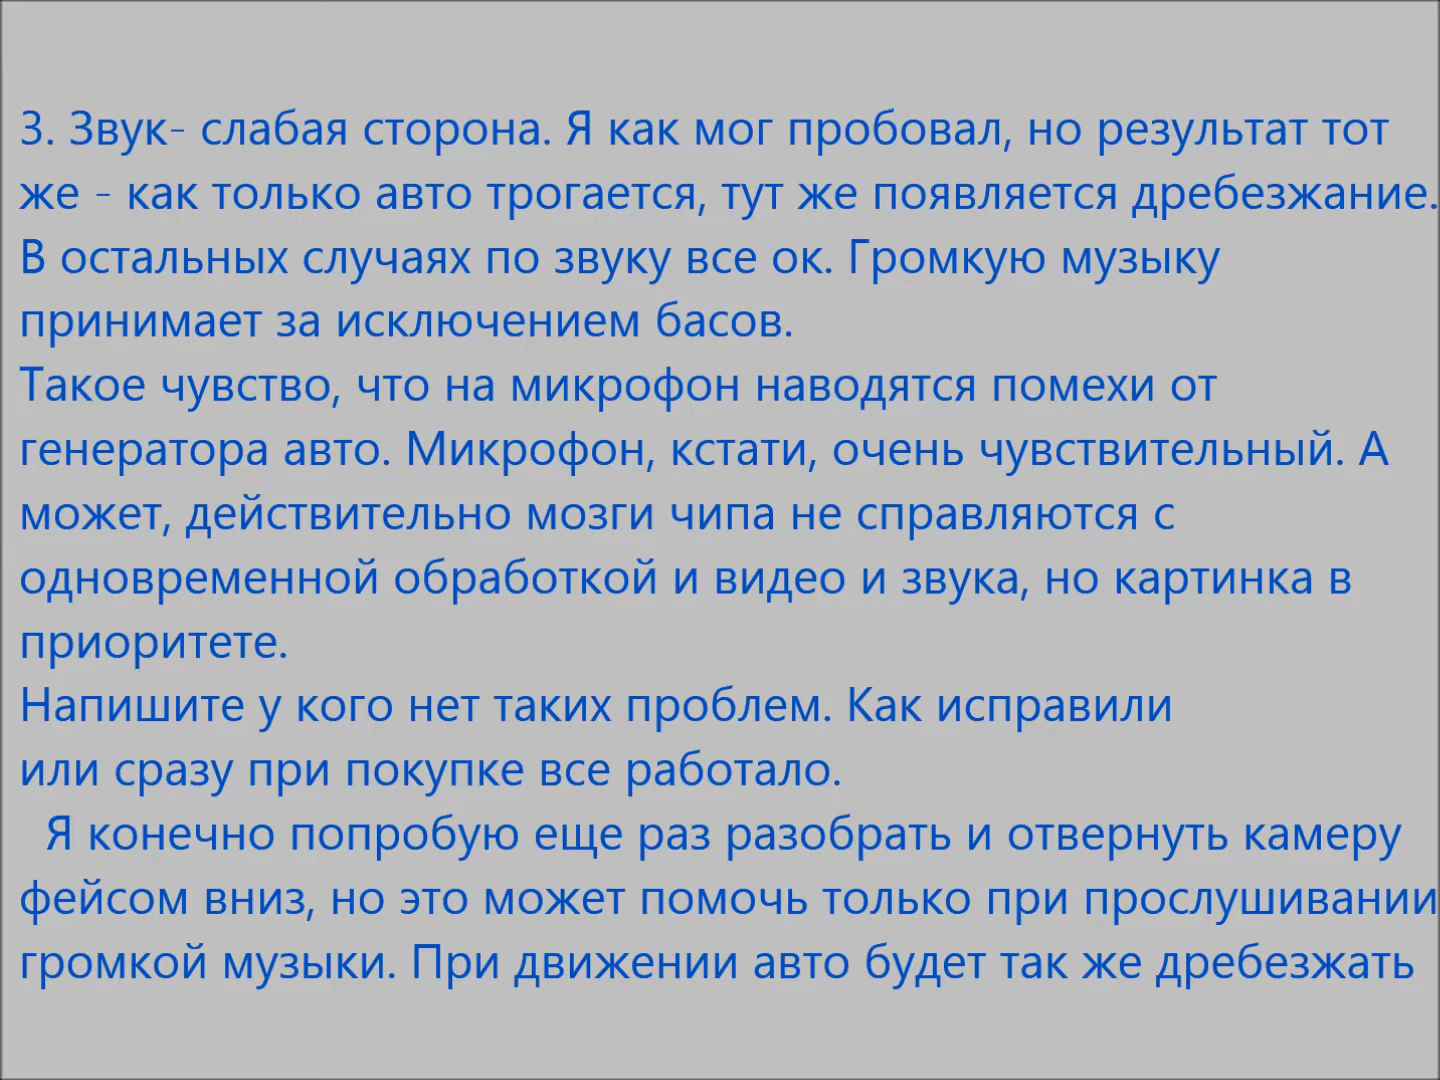 3. Звук- слабая сторона. Я как мог пробовал, но результат тот
же - как только авто трогается, тут же появляется дребезжание.
В остальных случаях по звуку все ок. Громкую музыку
принимает за исключением басов.
Такое чувство, что на микрофон наводятся помехи от
генератора авто. Микрофон, кстати, очень чувствительный. А
может, действительно мозги чипа не справляются с
одновременной обработкой и видео и звука, но картинка в
приоритете.
Напишите у кого нет таких проблем. Как исправили
или сразу при покупке все работало.
Я конечно попробую еще раз разобрать и отвернуть камеру
фейсом вниз, но это может помочь только при прослушивании
громкой музыки. При движении авто будет так же дребезжать